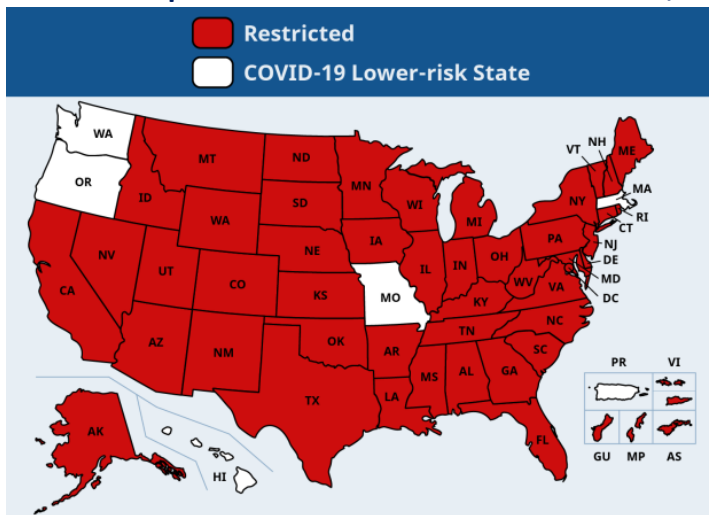 Restricted
COVID-19 Lower-risk State
WA
MT
ND
MN
VT
NH
ME
OR
ID
WA
SD
WI
MI
NY
MA
RI
CT
NV
UT
CO
NE
IA
IL
IN
OH
PA
NJ
DE
MD
DC
CA
KS
MO
KY
WV
VA
AZ
NM
OK
AR
TN
NC
SC
TX
LA
MS
AL
GA
FL
AK
HI
PR
VI
GU
MP
AS